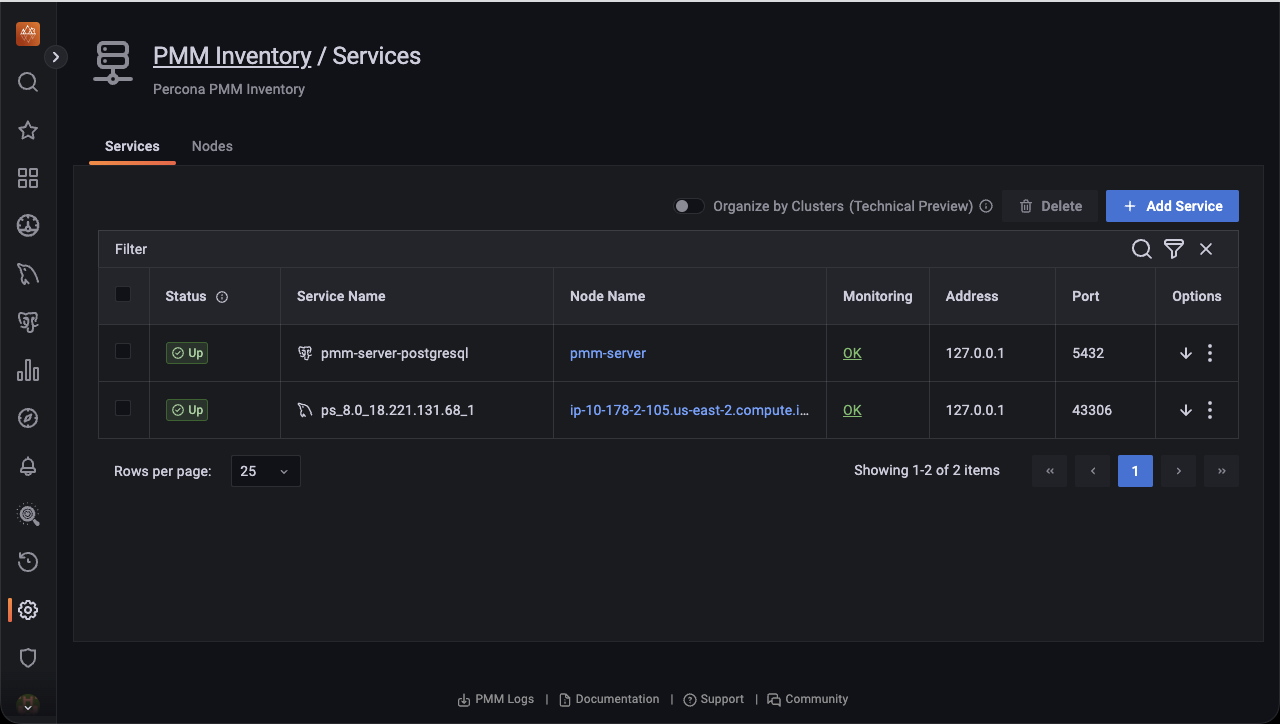 PMM Inventory / Services
Percona PMM Inventory
Services Nodes
Organize by Clusters (Technical Preview) Delete + Add Service
Filter
Status Service Name Node Name Monitoring Address Port Options
Up pmm-server-postgresql pmm-server OK 127.0.0.1 5432
Up ps_8.0_18.221.131.68_1 ip-10-178-2-105.us-east-2.compute.i... OK 127.0.0.1 43306
Rows per page: 25 Showing 1-2 of 2 items « ‹ 1 › »
PMM Logs | Documentation | Support | Community